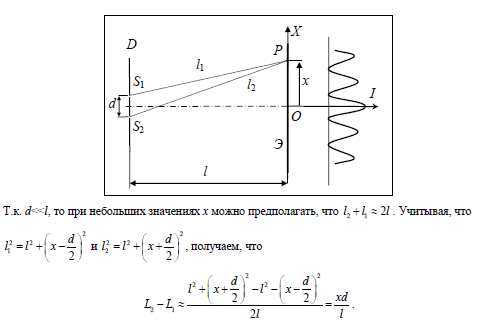 X
D
P
S₁
l₁
l₂
x
d
O
I
S₂
Э
l
Т.к. d<<l, то при небольших значениях x можно предполагать, что l₂ + l₁ ≈ 2l . Учитывая, что
l₁² = l² + (x − d/2)² и l₂² = l² + (x + d/2)² , получаем, что
L₂ − L₁ ≈ (l² + (x + d/2)² − l² − (x − d/2)²)/(2l) = xd/l .